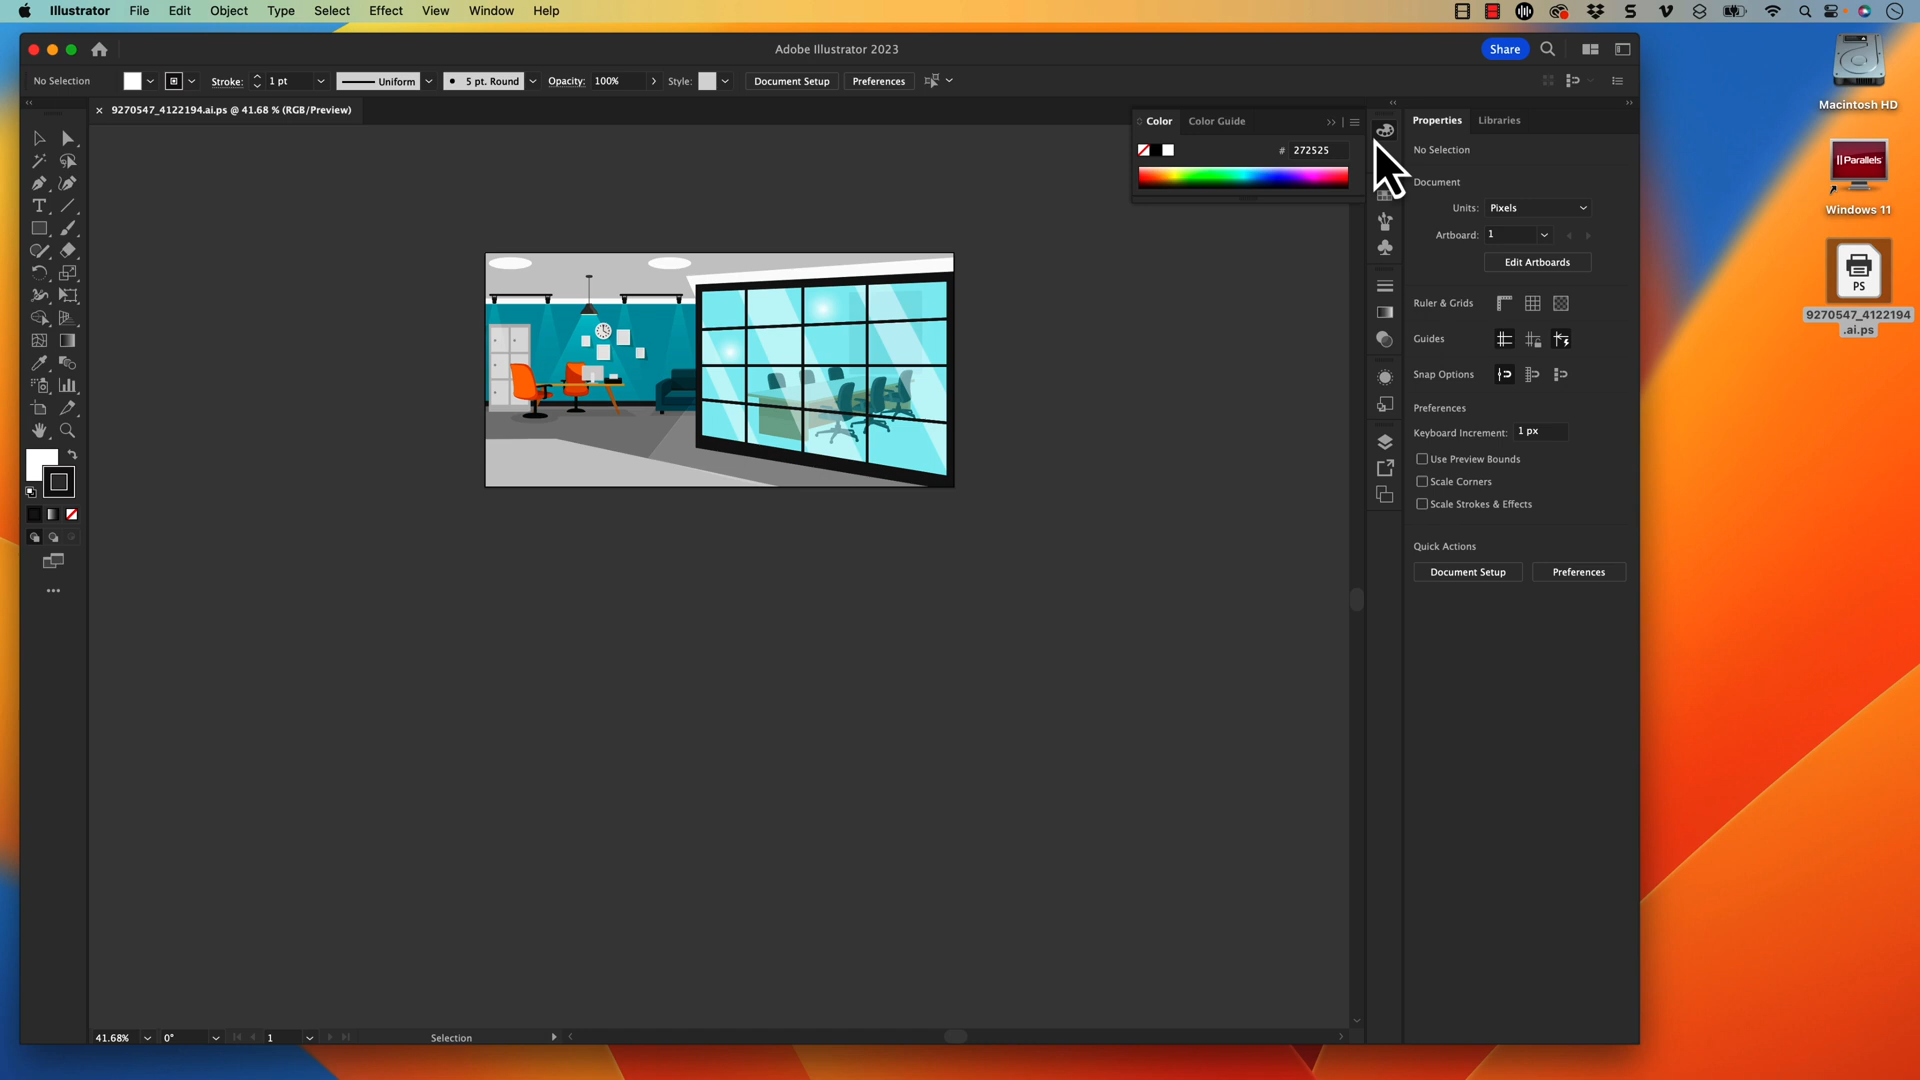 Illustrator File Edit Object Type Select Effect View Window Help
Adobe Illustrator 2023
Share
No Selection
Stroke: 1 pt
Uniform
5 pt. Round
Opacity: 100%
Style:
Document Setup
Preferences
9270547_4122194.ai.ps @ 41.68 % (RGB/Preview)
Color Color Guide
# 272525
Properties Libraries
No Selection
Document
Units: Pixels
Artboard: 1
Edit Artboards
Ruler & Grids
Guides
Snap Options
Preferences
Keyboard Increment: 1 px
Use Preview Bounds
Scale Corners
Scale Strokes & Effects
Quick Actions
Document Setup Preferences
41.68% 0° 1 Selection
Macintosh HD
Parallels
Windows 11
PS
9270547_4122194
.ai.ps